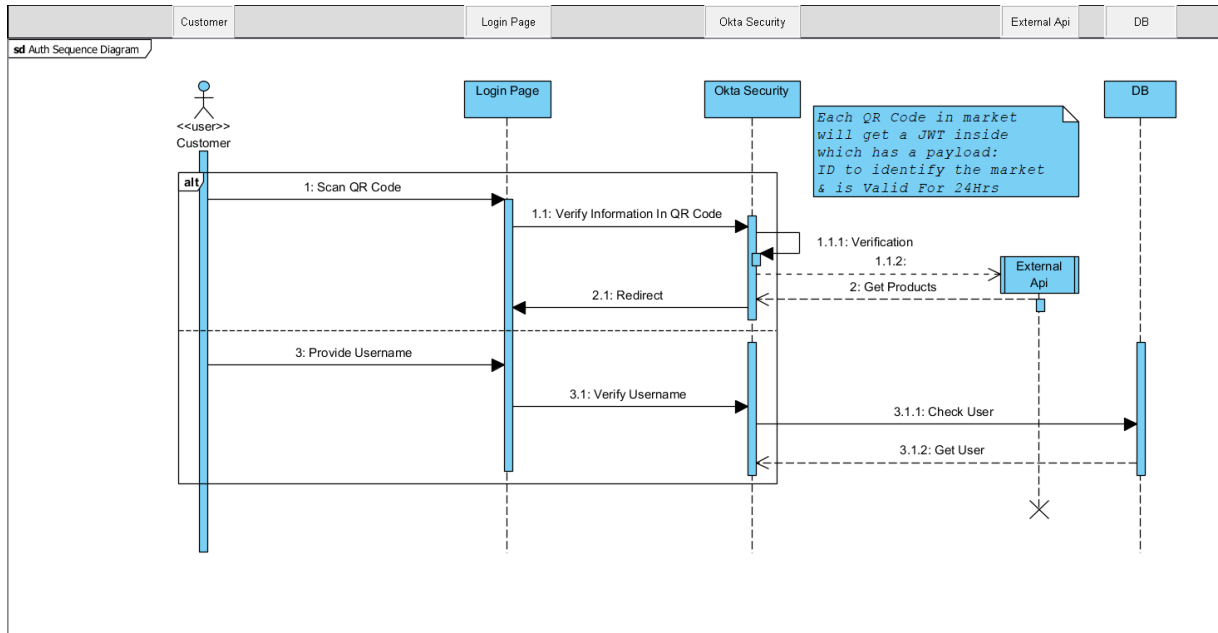 Customer
Login Page
Okta Security
External Api
DB
sd Auth Sequence Diagram
Login Page
Okta Security
DB
<<user>>
Customer
Each QR Code in market
will get a JWT inside
which has a payload:
ID to identify the market
& is Valid For 24Hrs
alt
1: Scan QR Code
1.1: Verify Information In QR Code
1.1.1: Verification
1.1.2:
External
Api
2: Get Products
2.1: Redirect
3: Provide Username
3.1: Verify Username
3.1.1: Check User
3.1.2: Get User